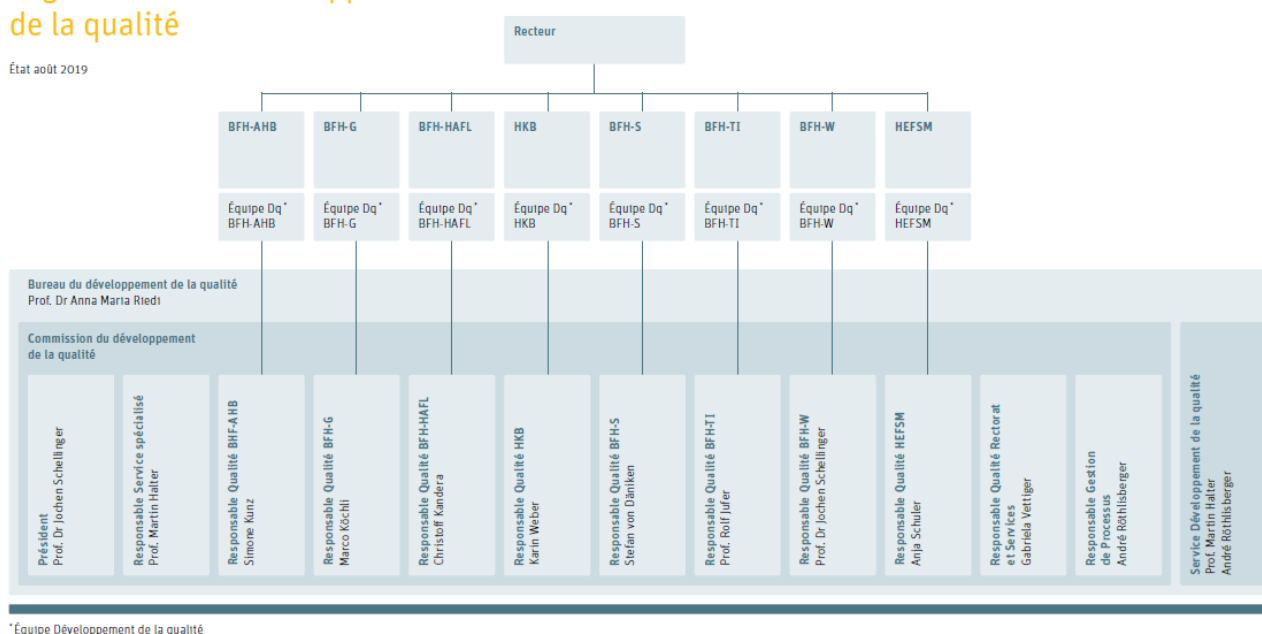 de la qualité
État août 2019
Recteur
BFH-AHB
BFH-G
BFH-HAFL
HKB
BFH-S
BFH-TI
BFH-W
HEFSM
Équipe Dq*
BFH-AHB
Équipe Dq*
BFH-G
Équipe Dq*
BFH-HAFL
Équipe Dq*
HKB
Équipe Dq*
BFH-S
Équipe Dq*
BFH-TI
Équipe Dq*
BFH-W
Équipe Dq*
HEFSM
Bureau du développement de la qualité
Prof. Dr Anna Maria Riedi
Commission du développement
de la qualité
Président
Prof. Dr Jochen Schellinger
Responsable Service spécialisé
Prof. Martin Halter
Responsable Qualité BHF-AHB
Simone Kunz
Responsable Qualité BFH-G
Marco Köchli
Responsable Qualité BFH-HAFL
Christoff Kandera
Responsable Qualité HKB
Karin Weber
Responsable Qualité BFH-S
Stefan von Däniken
Responsable Qualité BFH-TI
Prof. Rolf Jufer
Responsable Qualité BFH-W
Prof. Dr Jochen Schellinger
Responsable Qualité HEFSM
Anja Schuler
Responsable Qualité Rectorat
et Services
Gabriela Vettiger
Responsable Gestion
de Processus
André Röthlisberger
Service Développement de la qualité
Prof. Martin Halter
André Röthlisberger
*Équipe Développement de la qualité